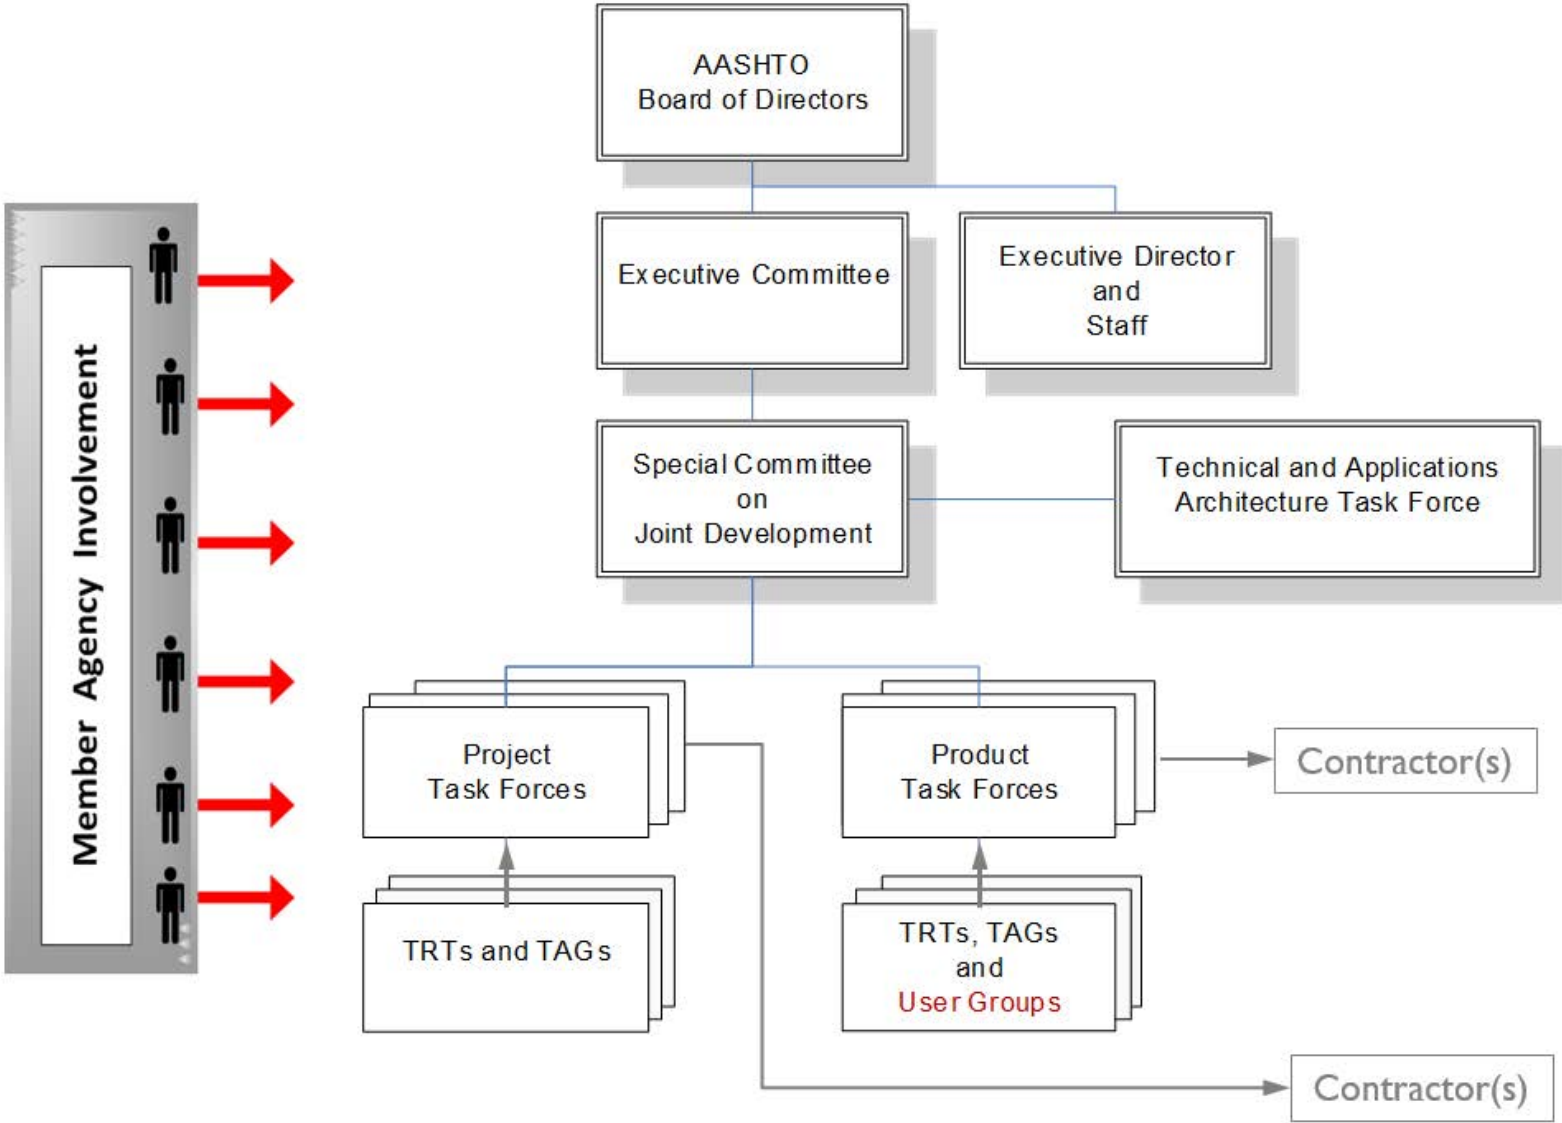 AASHTO
Board of Directors
Executive Committee
Executive Director
and
Staff
Member Agency Involvement
Special Committee
on
Joint Development
Technical and Applications
Architecture Task Force
Project
Task Forces
Product
Task Forces
Contractor(s)
TRTs and TAGs
TRTs, TAGs
and
User Groups
Contractor(s)